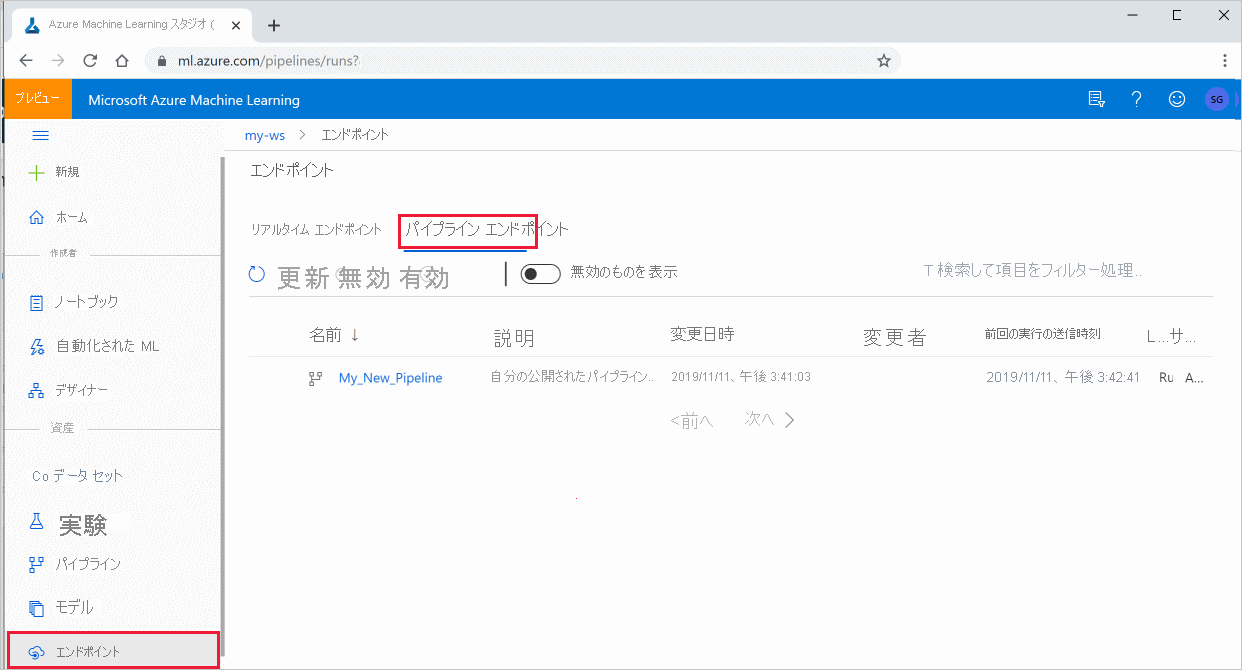 Azure Machine Learning スタジオ (
ml.azure.com/pipelines/runs?
プレビュー
Microsoft Azure Machine Learning
SG
my-ws > エンドポイント
エンドポイント
新規
ホーム
作成者
ノートブック
自動化された ML
デザイナー
資産
Co データ セット
実験
パイプライン
モデル
エンドポイント
リアルタイム エンドポイント パイプライン エンドポイント
更新 無効 有効 無効のものを表示 T 検索して項目をフィルター処理..
名前 ↓ 説明 変更日時 変更者 前回の実行の送信時刻 L...サ...
My_New_Pipeline 自分の公開されたパイプライン.. 2019/11/11、午後 3:41:03 2019/11/11、午後 3:42:41 Ru A...
<前へ 次へ >